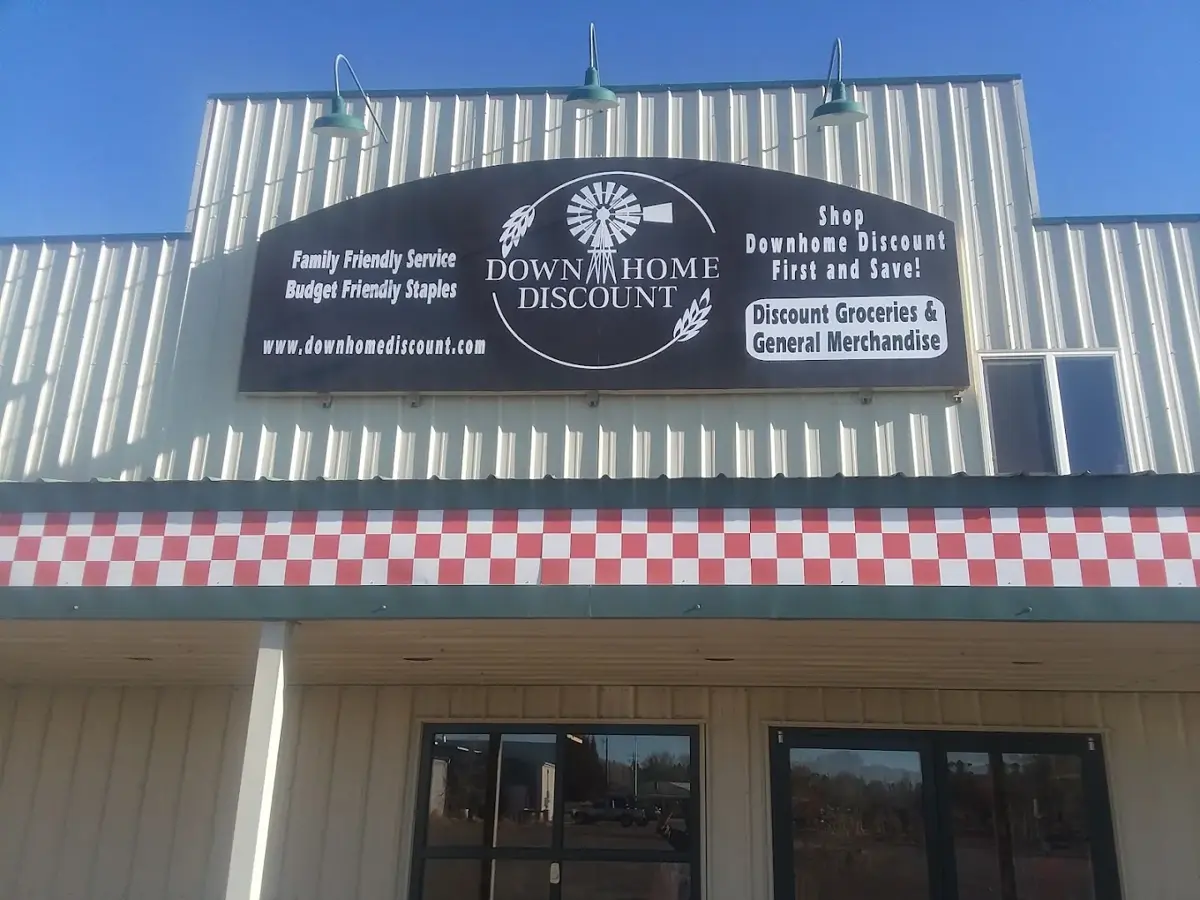 Family Friendly Service
Budget Friendly Staples
www.downhomediscount.com
DOWN HOME
DISCOUNT
Shop
Downhome Discount
First and Save!
Discount Groceries &
General Merchandise